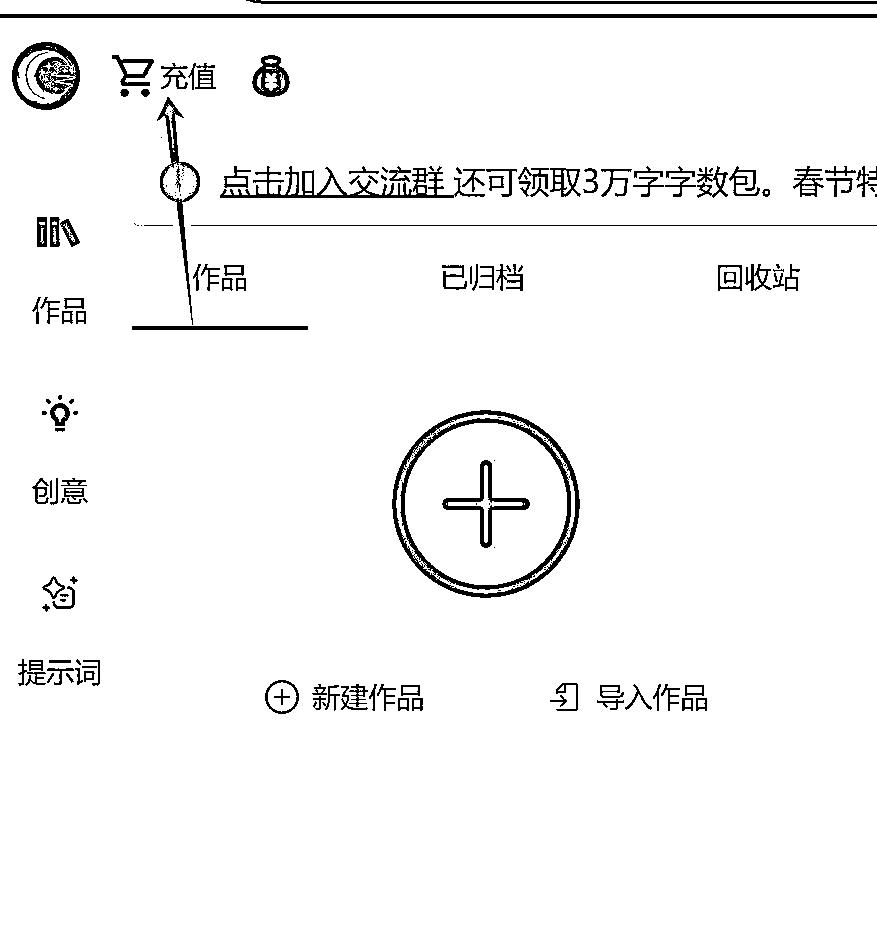 充值
点击加入交流群 还可领取3万字字数包。春节特
作品 已归档 回收站
作品
创意
提示词
新建作品 导入作品